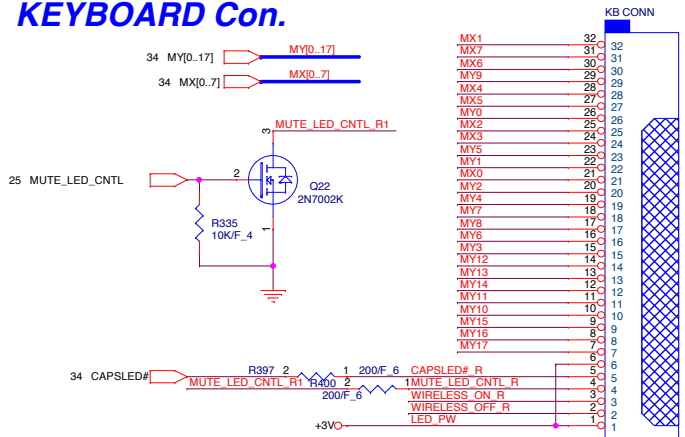 KEYBOARD Con.
KB CONN
34 MY[0..17] MY[0..17]
34 MX[0..7] MX[0..7]
MUTE_LED_CNTL_R1
3
25 MUTE_LED_CNTL
2
Q22
2N7002K
1
R335
10K/F_4
MX1 32 32
MX7 31 31
MX6 30 30
MY9 29 29
MX4 28 28
MX5 27 27
MY0 26 26
MX2 25 25
MX3 24 24
MY5 23 23
MY1 22 22
MX0 21 21
MY2 20 20
MY4 19 19
MY7 18 18
MY8 17 17
MY6 16 16
MY3 15 15
MY12 14 14
MY13 13 13
MY14 12 12
MY11 11 11
MY10 10 10
MY15 9 9
MY16 8 8
MY17 7 7
6 6
34 CAPSLED# R397 2 1 200/F_6 CAPSLED#_R 5 5
MUTE_LED_CNTL_R1 R400 2 1 200/F_6 MUTE_LED_CNTL_R 4 4
WIRELESS_ON_R 3 3
WIRELESS_OFF_R 2 2
+3V LED_PW 1 1